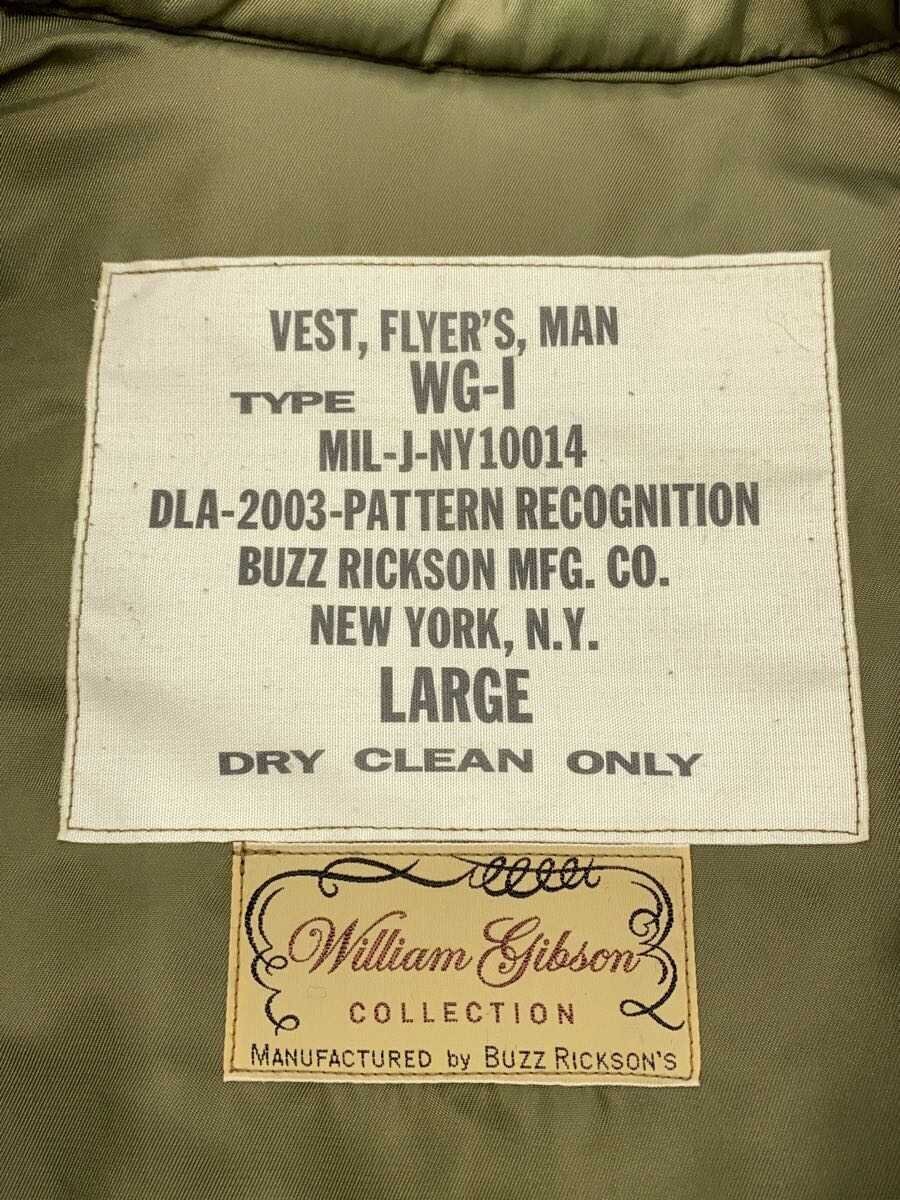 VEST, FLYER'S, MAN
TYPE WG-1
MIL-J-NY10014
DLA-2003-PATTERN RECOGNITION
BUZZ RICKSON MFG. CO.
NEW YORK, N.Y.
LARGE
DRY CLEAN ONLY
William Gibson
COLLECTION
MANUFACTURED by BUZZ RICKSON'S